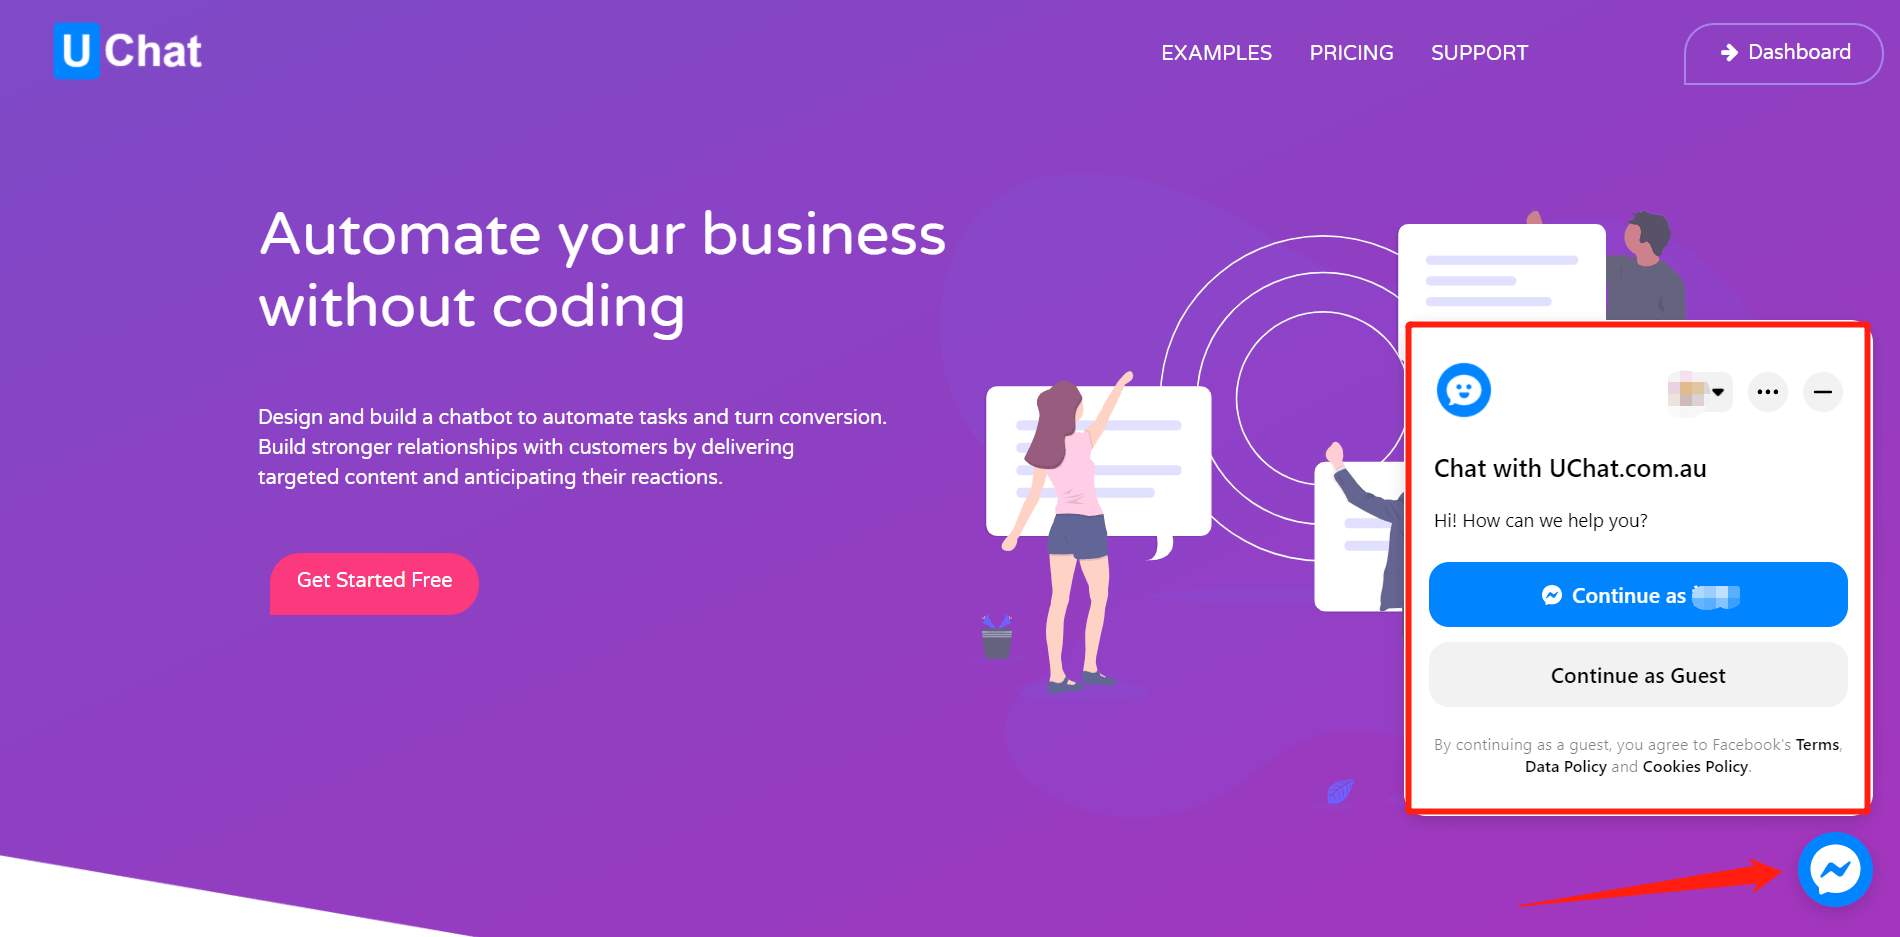 U Chat
EXAMPLES
PRICING
SUPPORT
Dashboard
Automate your business
without coding
Design and build a chatbot to automate tasks and turn conversion.
Build stronger relationships with customers by delivering
targeted content and anticipating their reactions.
Get Started Free
Chat with UChat.com.au
Hi! How can we help you?
Continue as
Continue as Guest
By continuing as a guest, you agree to Facebook's Terms,
Data Policy and Cookies Policy.